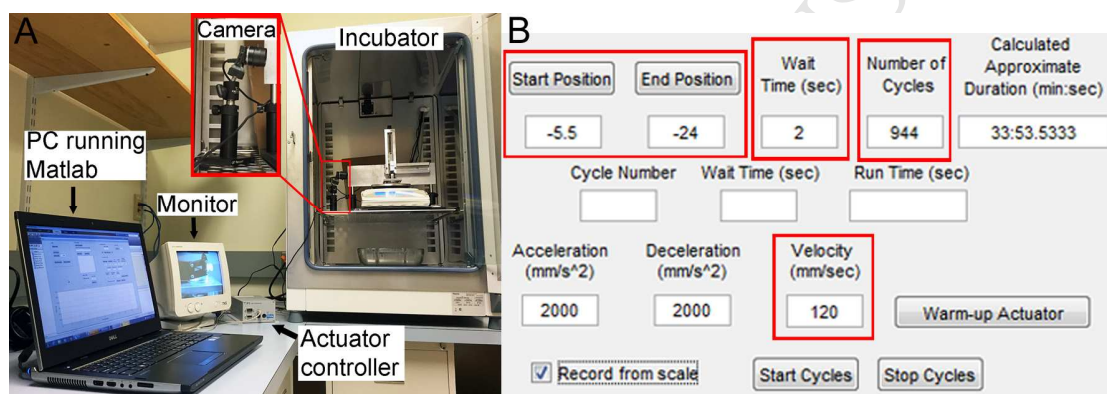 A
Camera
Incubator
PC running
Matlab
Monitor
Actuator
controller
B
Start Position
End Position
Wait
Time (sec)
Number of
Cycles
Calculated
Approximate
Duration (min:sec)
-5.5
-24
2
944
33:53.5333
Cycle Number
Wait Time (sec)
Run Time (sec)
Acceleration
(mm/s^2)
Deceleration
(mm/s^2)
Velocity
(mm/sec)
2000
2000
120
Warm-up Actuator
Record from scale
Start Cycles
Stop Cycles